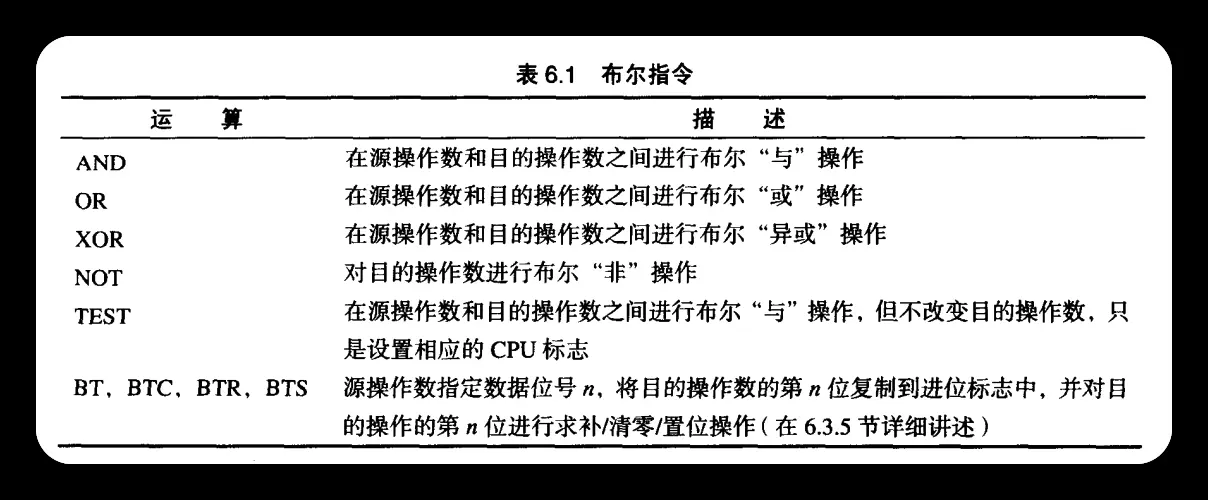 表 6.1 布尔指令
运 算 描 述
AND 在源操作数和目的操作数之间进行布尔“与”操作
OR 在源操作数和目的操作数之间进行布尔“或”操作
XOR 在源操作数和目的操作数之间进行布尔“异或”操作
NOT 对目的操作数进行布尔“非”操作
TEST 在源操作数和目的操作数之间进行布尔“与”操作，但不改变目的操作数，只
是设置相应的 CPU 标志
BT，BTC，BTR，BTS 源操作数指定数据位号 n，将目的操作数的第 n 位复制到进位标志中，并对目
的操作的第 n 位进行求补/清零/置位操作（在 6.3.5 节详细讲述）